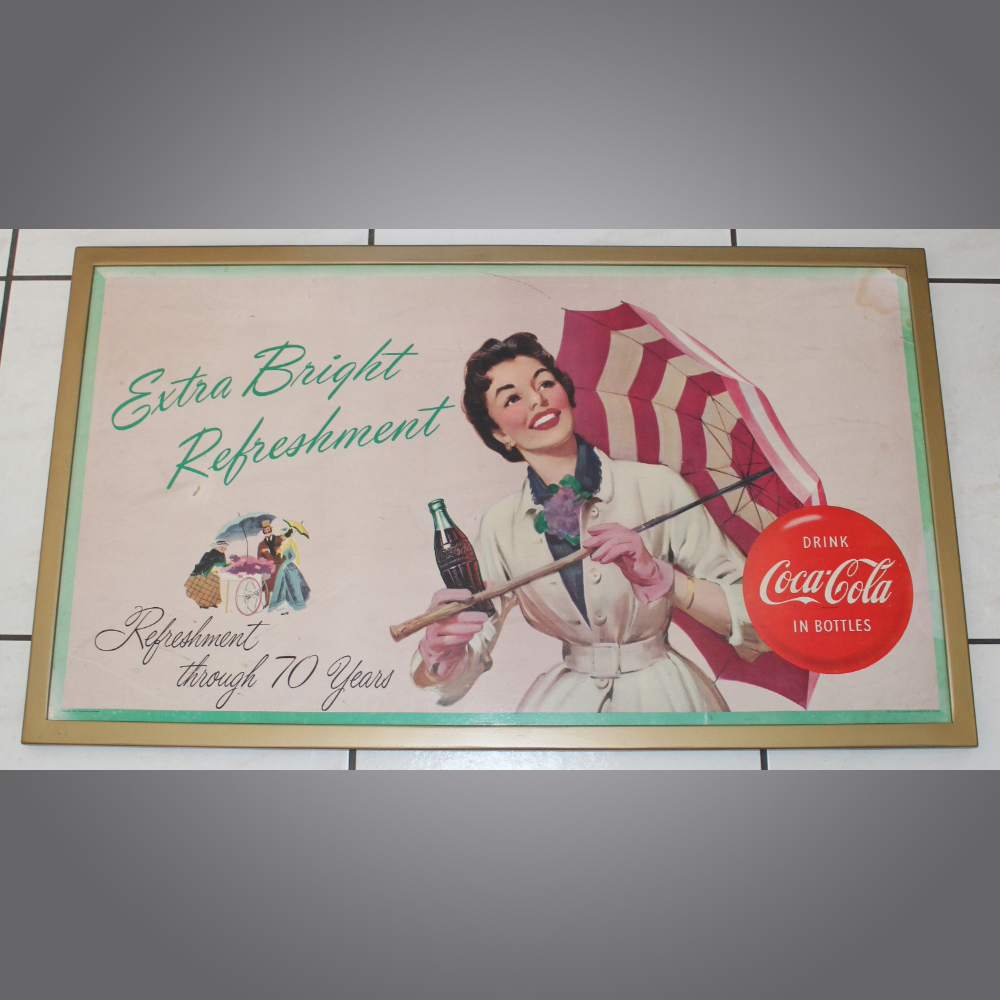 Extra Bright
Refreshment
Refreshment
through 70 Years
DRINK
Coca-Cola
IN BOTTLES